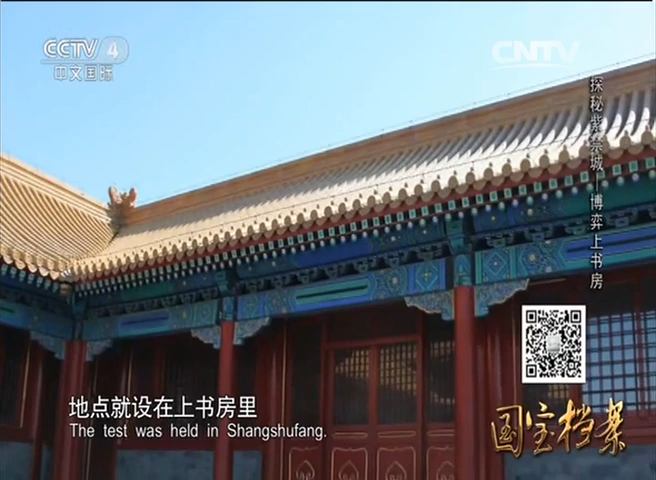 CCTV 4
中文国际
CNTV
探秘紫禁城—博弈上书房
地点就设在上书房里
The test was held in Shangshufang.
国宝档案